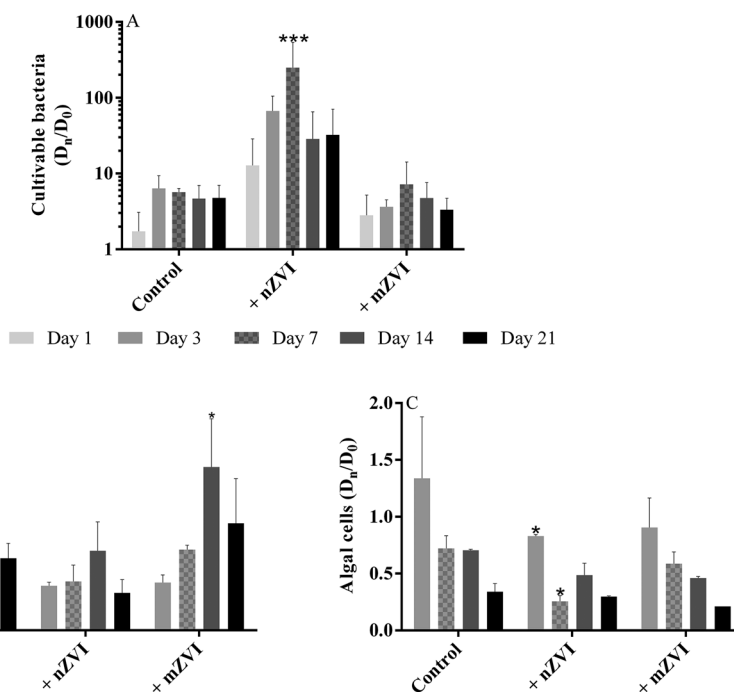 A
***
1000
100
10
1
Cultivable bacteria
(Dn/D0)
Control
+ nZVI
+ mZVI
Day 1 Day 3 Day 7 Day 14 Day 21
*
+ nZVI
+ mZVI
C
2.0
1.5
1.0
0.5
0.0
Algal cells (Dn/D0)
*
*
Control
+ nZVI
+ mZVI